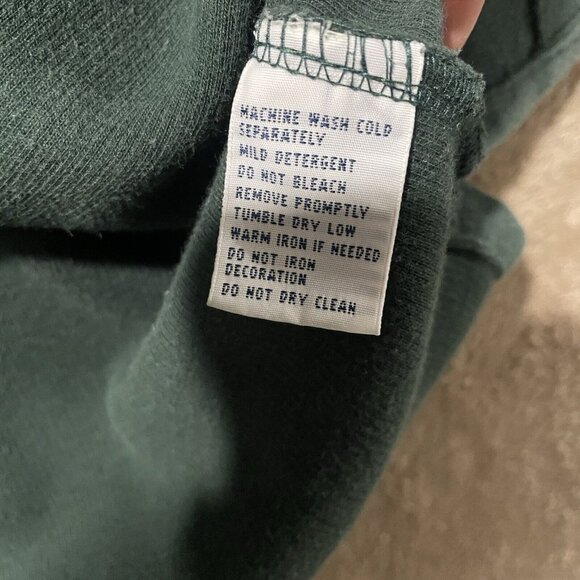 MACHINE WASH COLD
SEPARATELY
MILD DETERGENT
DO NOT BLEACH
REMOVE PROMPTLY
TUMBLE DRY LOW
WARM IRON IF NEEDED
DO NOT IRON
DECORATION
DO NOT DRY CLEAN